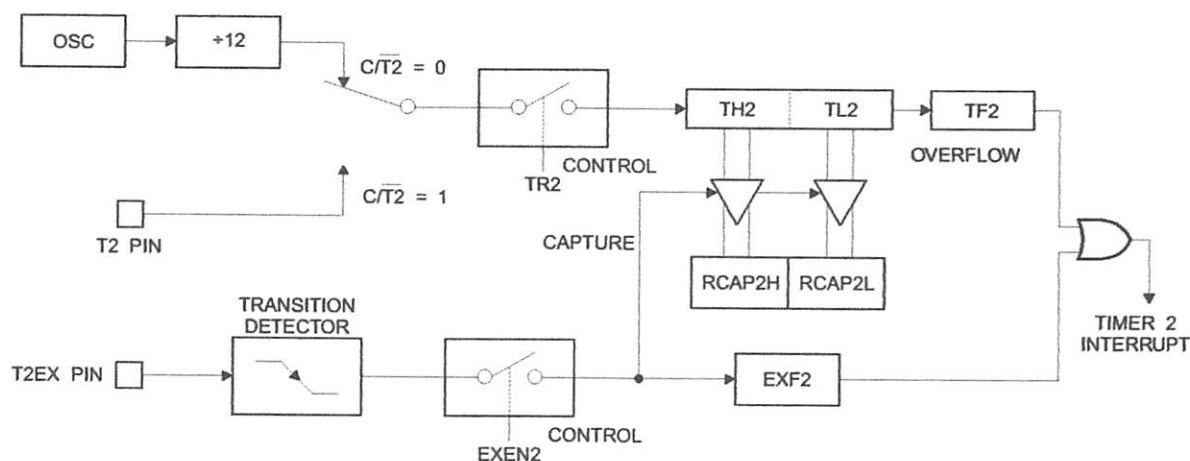 OSC
÷12
C/T2 = 0
TH2
TL2
TF2
CONTROL
OVERFLOW
TR2
C/T2 = 1
T2 PIN
CAPTURE
RCAP2H
RCAP2L
TRANSITION
DETECTOR
TIMER 2
INTERRUPT
T2EX PIN
EXF2
CONTROL
EXEN2